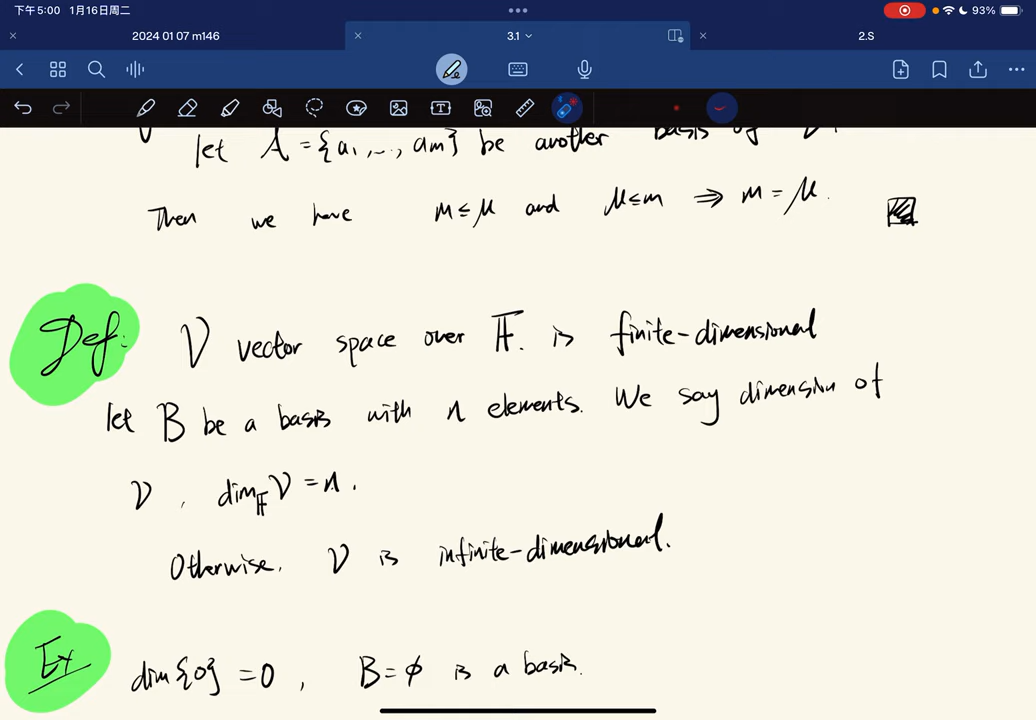 下午5:00 1月16日周二
93%
2024 01 07 m146
3.1
2.S
let A = {a₁, ..., am} be another basis of V.
Then we have m ≤ n and n ≤ m ⇒ m = n.
Def: V vector space over 𝔽. is finite-dimensional
let B be a basis with n elements. We say dimension of
V, dim𝔽 V = n.
Otherwise, V is infinite-dimensional.
Ex dim{0} = 0, B = ∅ is a basis.